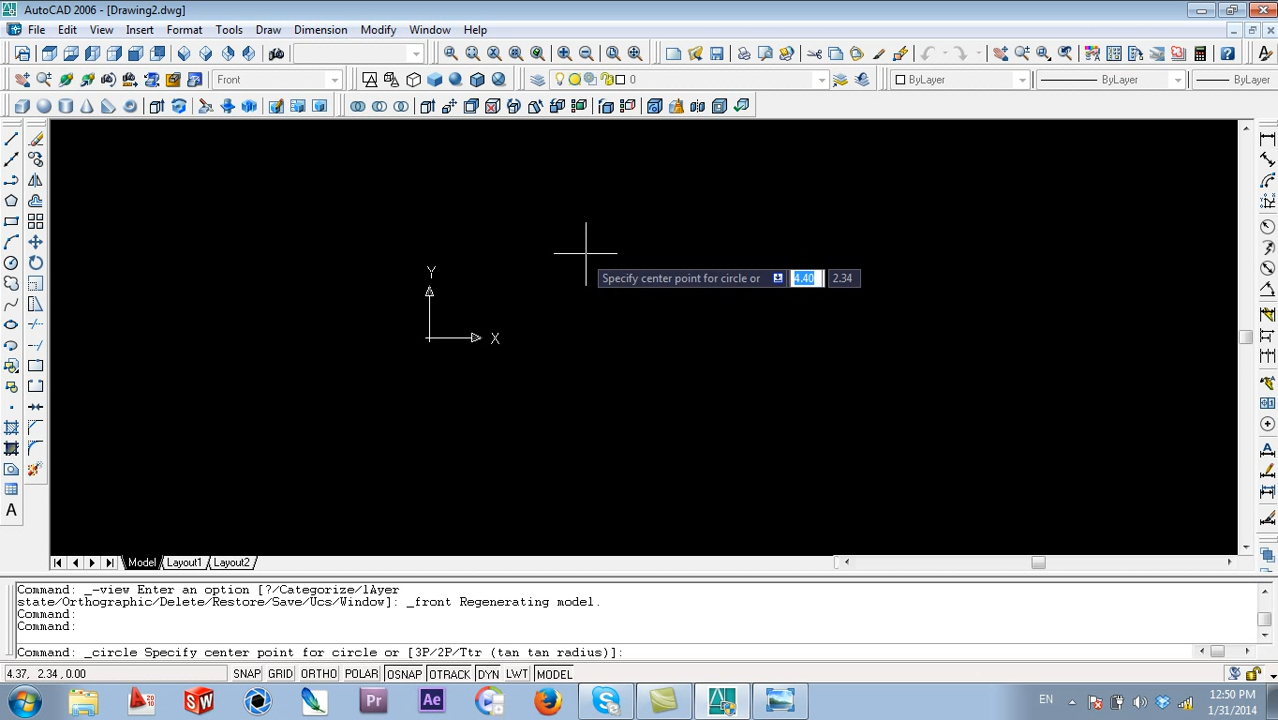 AutoCAD 2006 - [Drawing2.dwg]
File Edit View Insert Format Tools Draw Dimension Modify Window Help
Front 0 ByLayer ByLayer ByLayer
Y
X
Specify center point for circle or 4.40 2.34
A
Model Layout1 Layout2
Command: _-view Enter an option [?/Categorize/lAyer
state/Orthographic/Delete/Restore/Save/Ucs/Window]: _front Regenerating model.
Command:
Command:
Command: _circle Specify center point for circle or [3P/2P/Ttr (tan tan radius)]:
4.37, 2.34 , 0.00 SNAP GRID ORTHO POLAR OSNAP OTRACK DYN LWT MODEL
Pr Ae EN 12:50 PM
1/31/2014